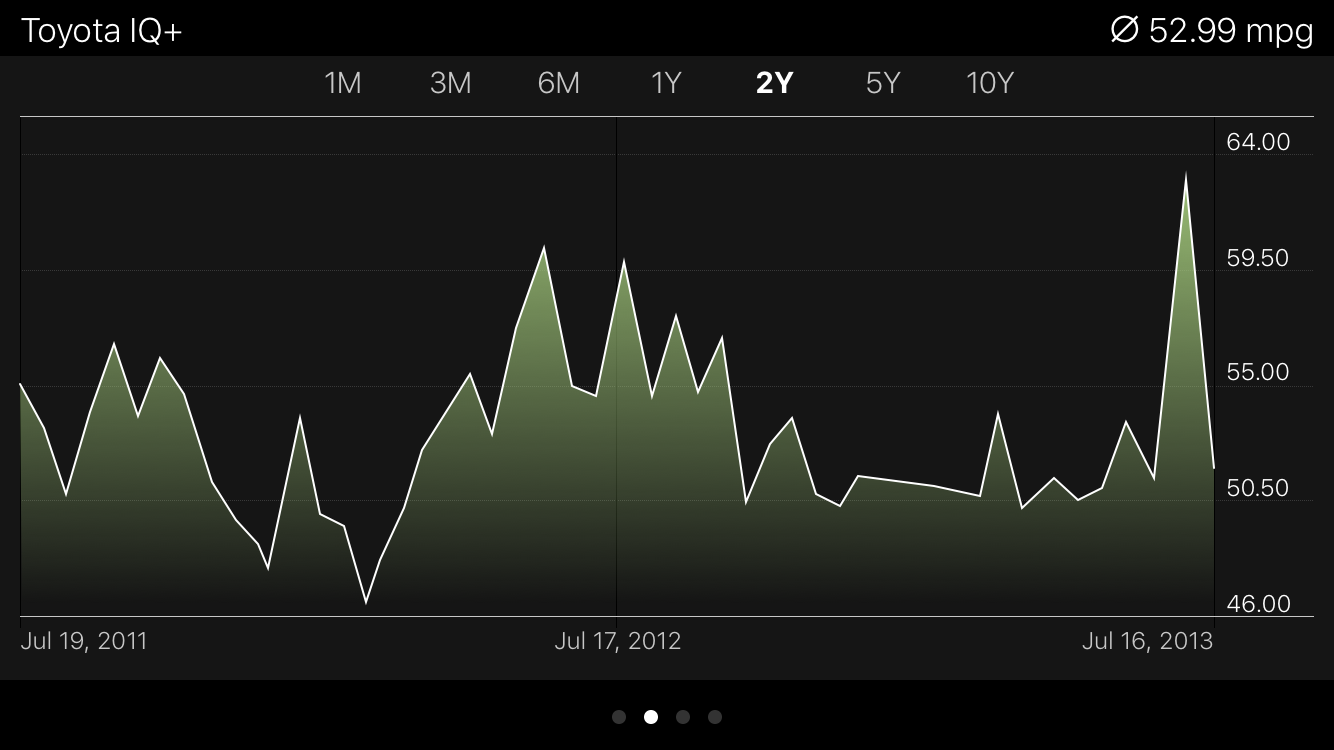 Toyota IQ+
∅ 52.99 mpg
1M 3M 6M 1Y 2Y 5Y 10Y
64.00
59.50
55.00
50.50
46.00
Jul 19, 2011 Jul 17, 2012 Jul 16, 2013